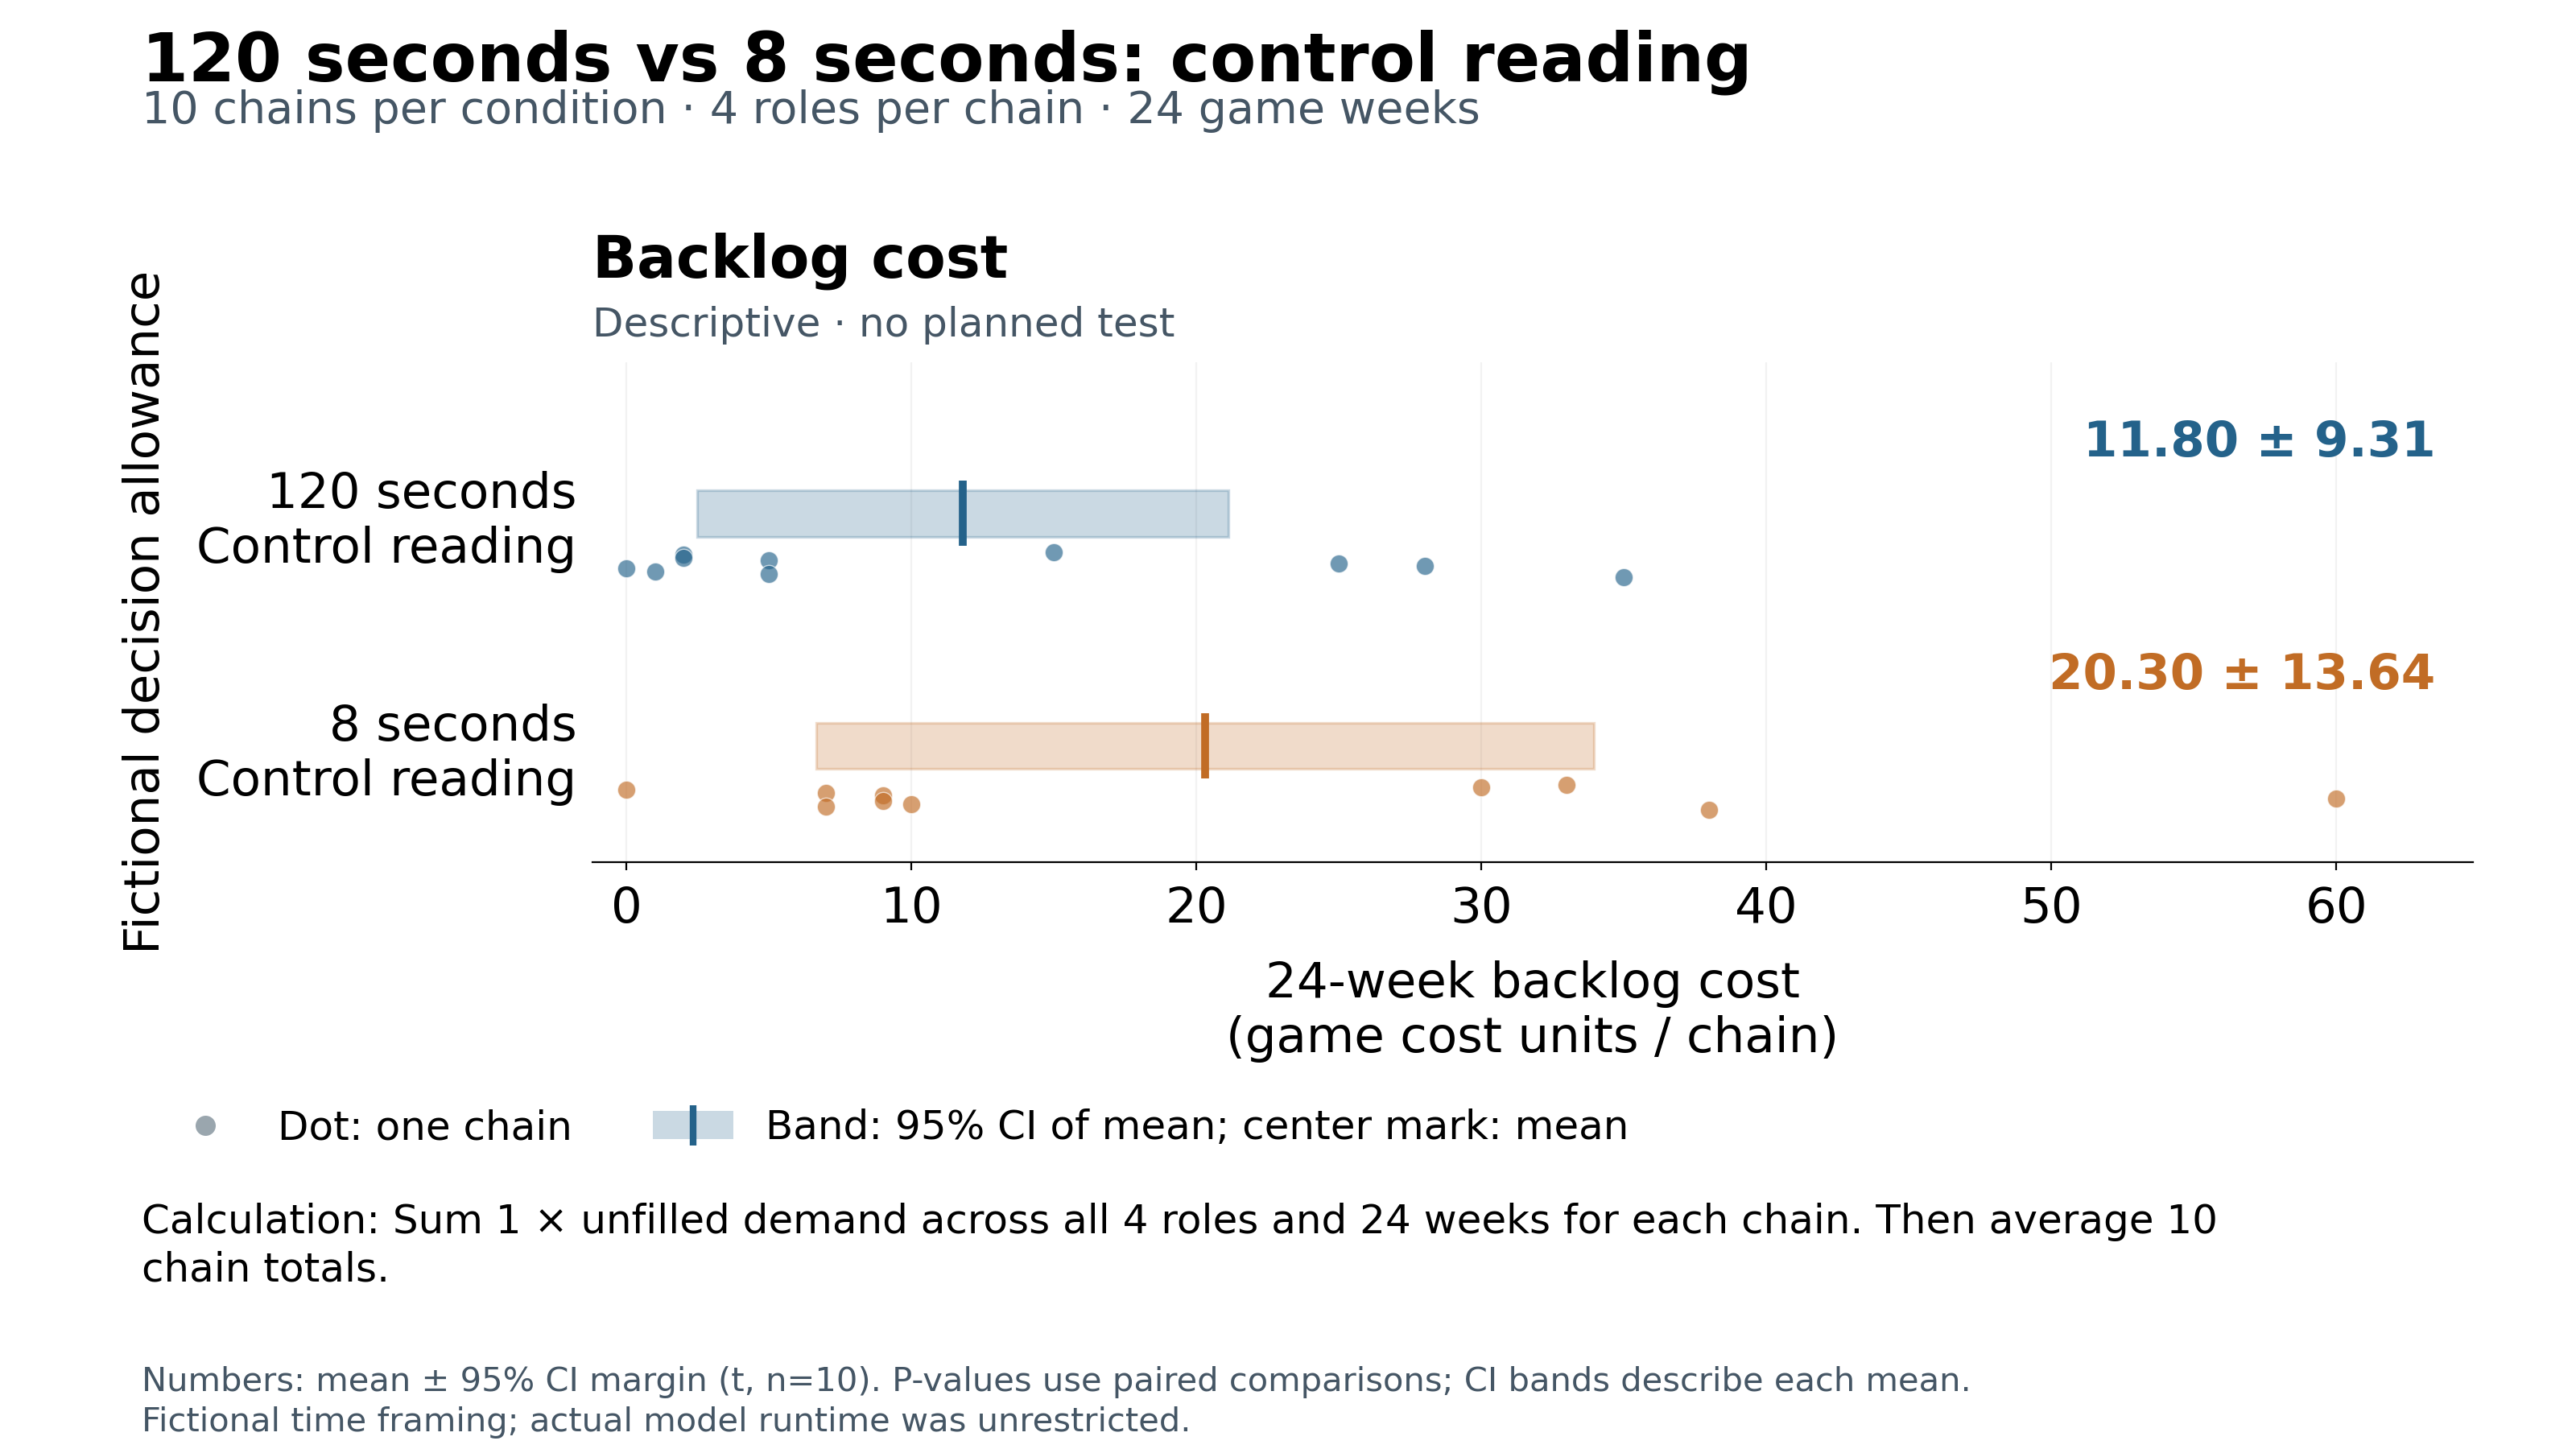 120 seconds vs 8 seconds: control reading
10 chains per condition · 4 roles per chain · 24 game weeks
Backlog cost
Descriptive · no planned test
Fictional decision allowance
120 seconds
Control reading
11.80 ± 9.31
8 seconds
Control reading
20.30 ± 13.64
0 10 20 30 40 50 60
24-week backlog cost
(game cost units / chain)
Dot: one chain
Band: 95% CI of mean; center mark: mean
Calculation: Sum 1 × unfilled demand across all 4 roles and 24 weeks for each chain. Then average 10
chain totals.
Numbers: mean ± 95% CI margin (t, n=10). P-values use paired comparisons; CI bands describe each mean.
Fictional time framing; actual model runtime was unrestricted.